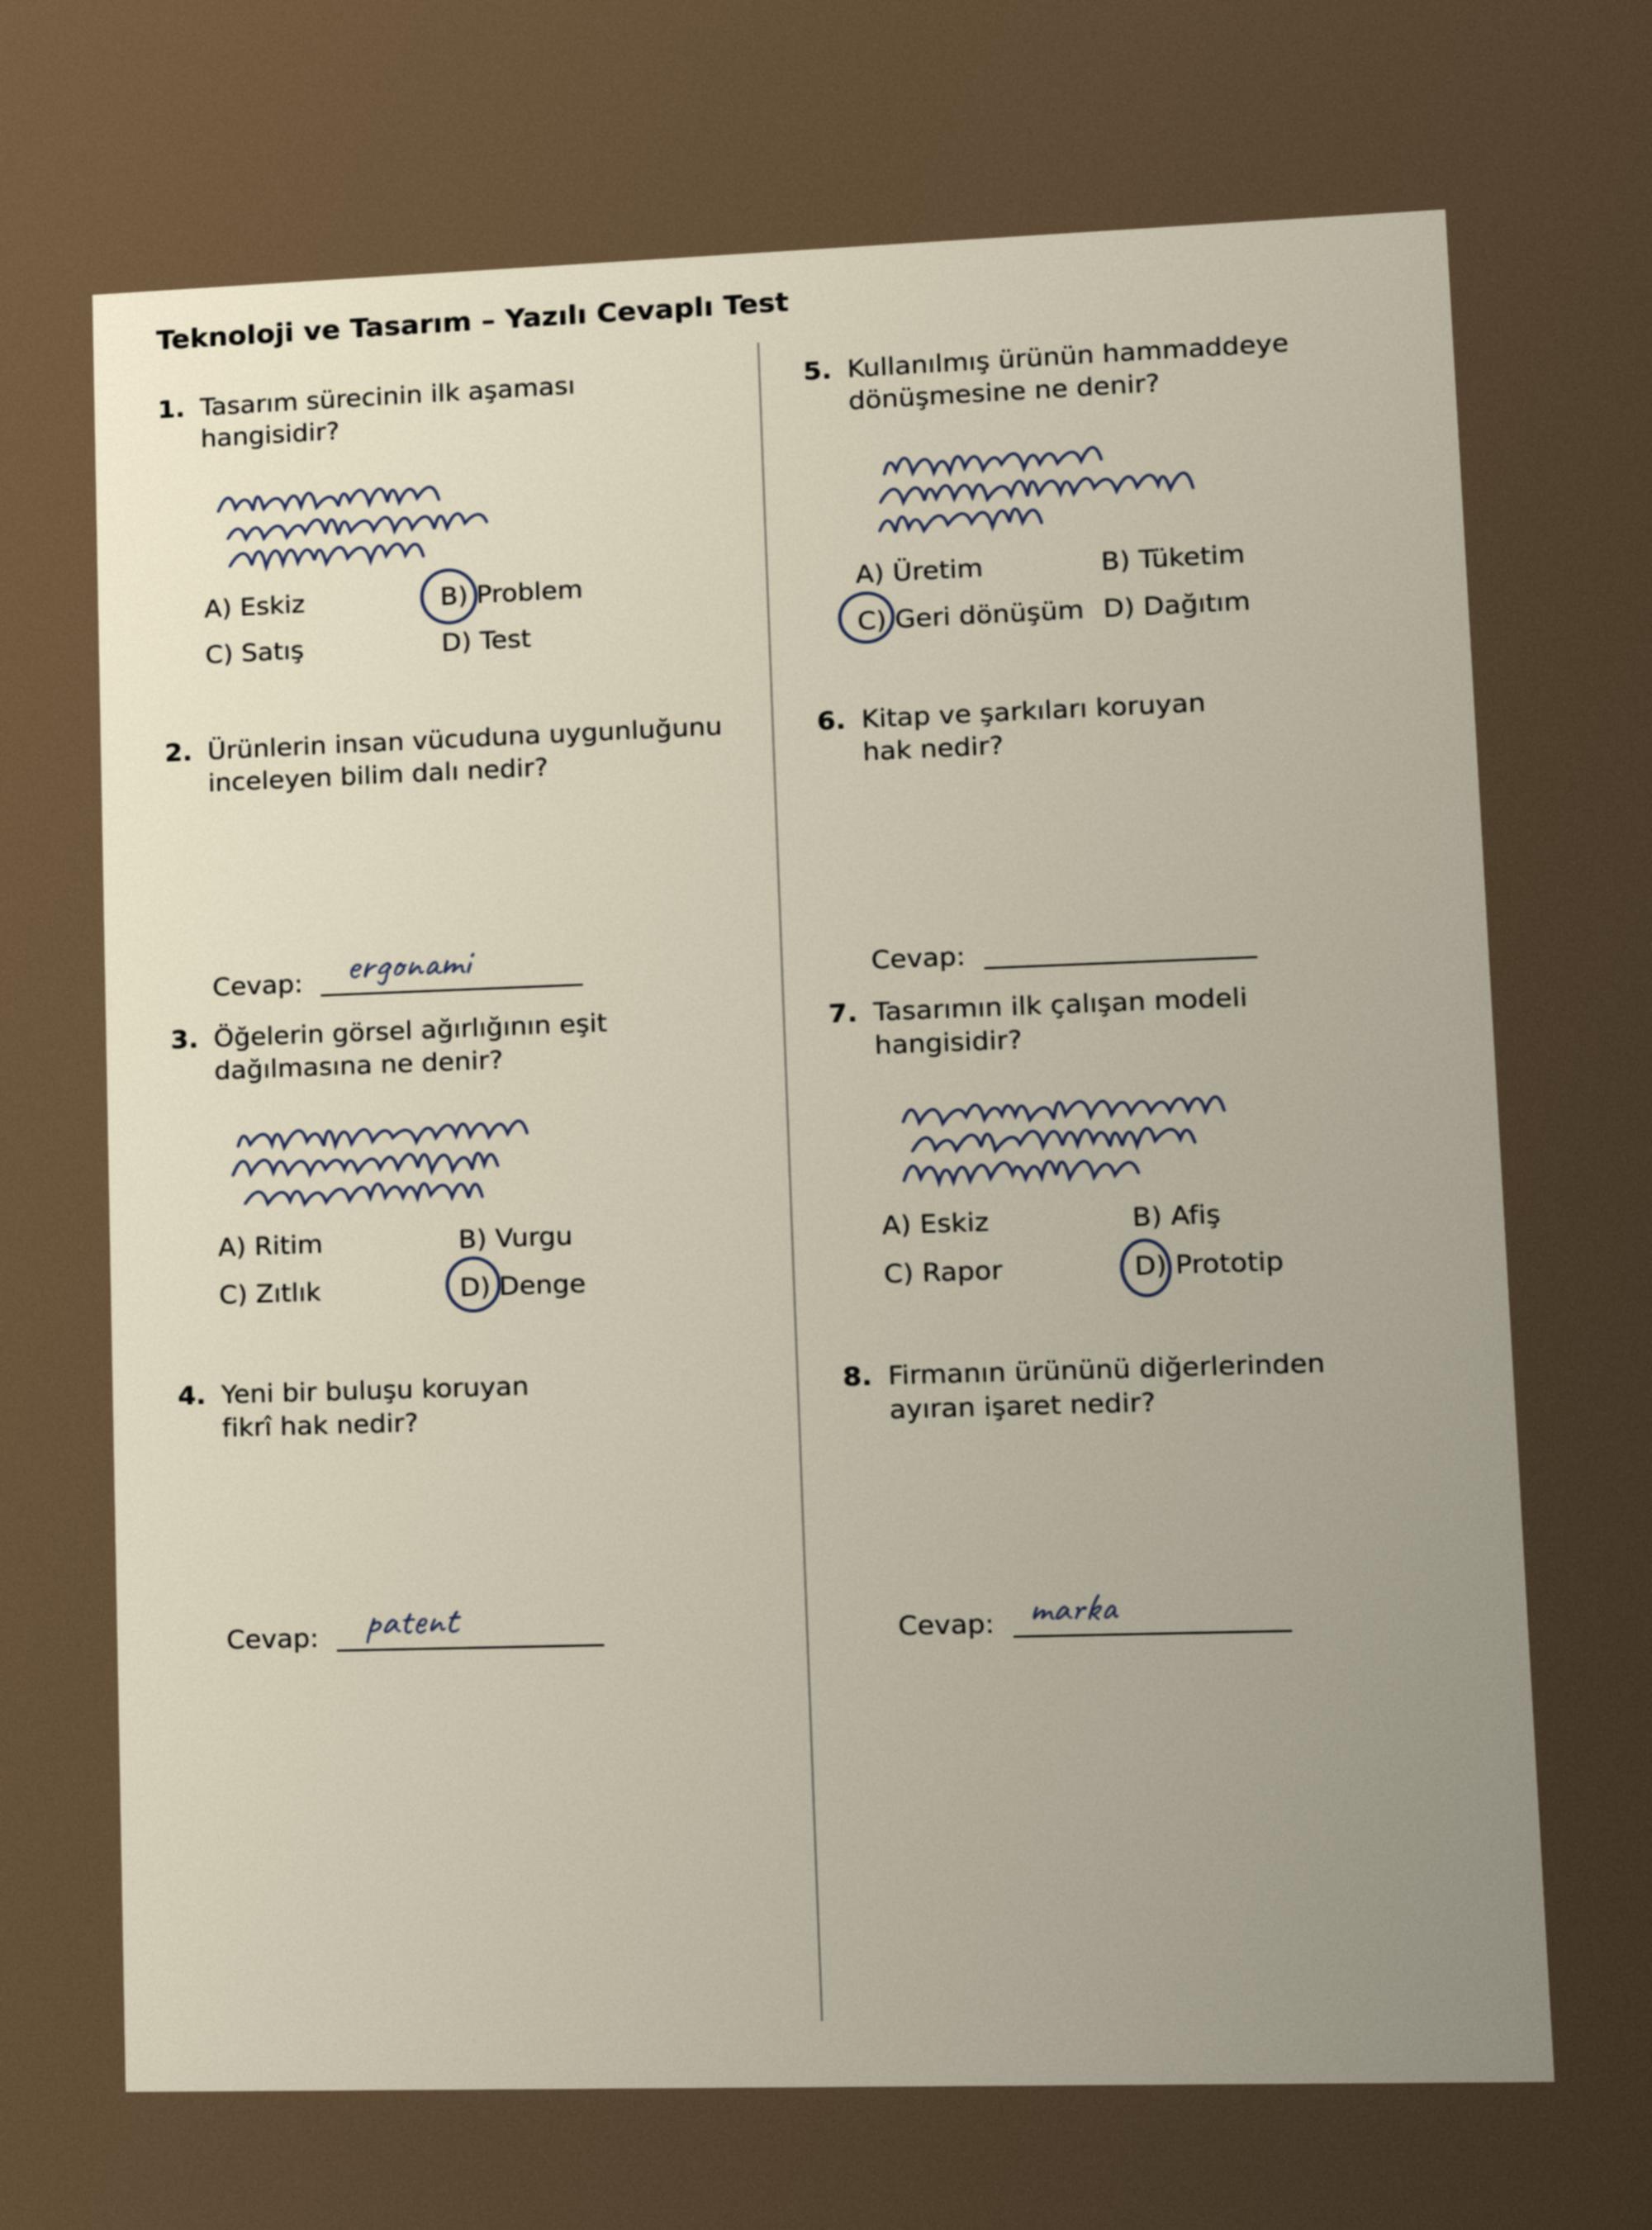 Teknoloji ve Tasarım – Yazılı Cevaplı Test
1. Tasarım sürecinin ilk aşaması
hangisidir?
A) Eskiz B) Problem
C) Satış D) Test
2. Ürünlerin insan vücuduna uygunluğunu
inceleyen bilim dalı nedir?
Cevap: ergonami
3. Öğelerin görsel ağırlığının eşit
dağılmasına ne denir?
A) Ritim B) Vurgu
C) Zıtlık D) Denge
4. Yeni bir buluşu koruyan
fikrî hak nedir?
Cevap: patent
5. Kullanılmış ürünün hammaddeye
dönüşmesine ne denir?
A) Üretim B) Tüketim
C) Geri dönüşüm D) Dağıtım
6. Kitap ve şarkıları koruyan
hak nedir?
Cevap:
7. Tasarımın ilk çalışan modeli
hangisidir?
A) Eskiz B) Afiş
C) Rapor D) Prototip
8. Firmanın ürününü diğerlerinden
ayıran işaret nedir?
Cevap: marka